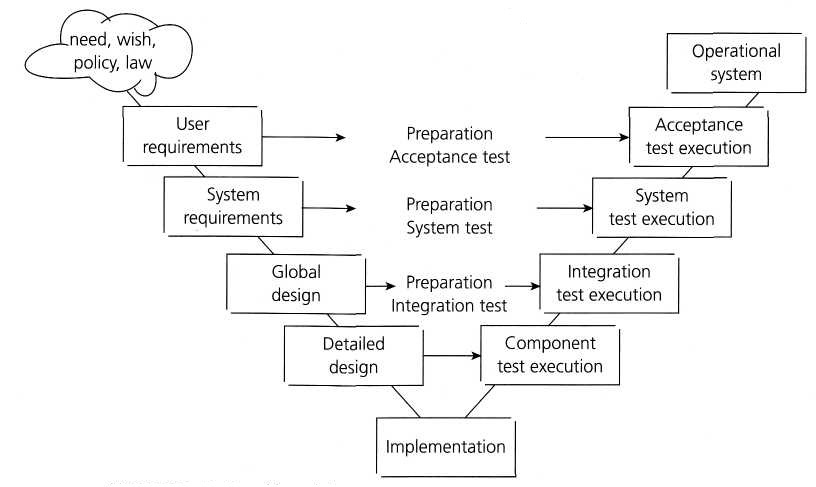 need, wish,
policy, law
Operational
system
User
requirements
Preparation
Acceptance test
Acceptance
test execution
System
requirements
Preparation
System test
System
test execution
Global
design
Preparation
Integration test
Integration
test execution
Detailed
design
Component
test execution
Implementation